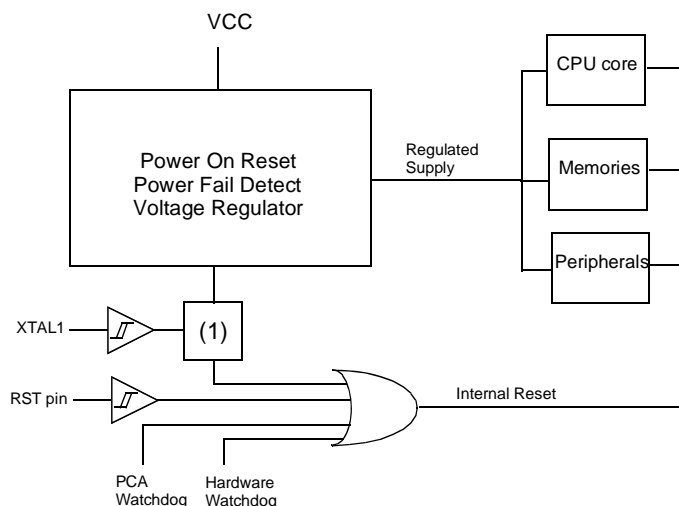 VCC
CPU core
Power On Reset
Power Fail Detect
Voltage Regulator
Regulated
Supply
Memories
Peripherals
XTAL1
(1)
RST pin
Internal Reset
PCA
Watchdog
Hardware
Watchdog